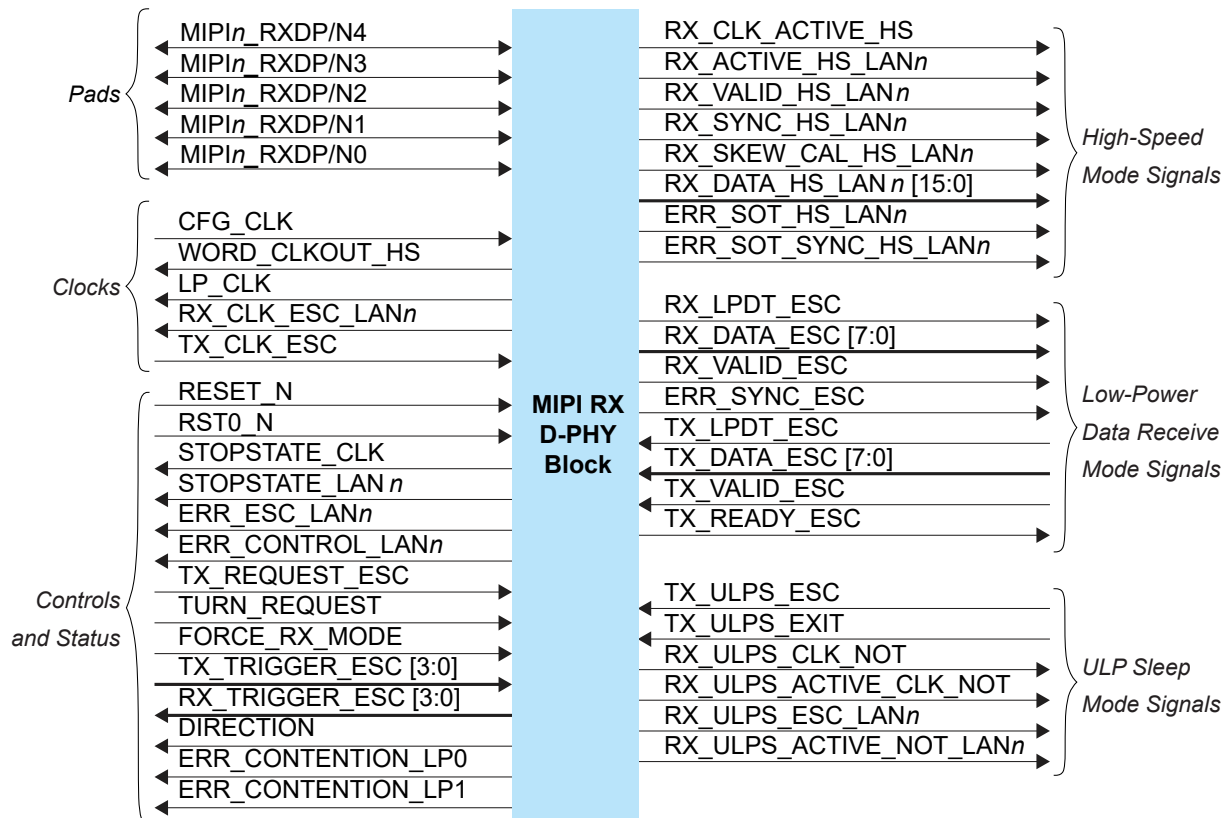 MIPIn_RXDP/N4
MIPIn_RXDP/N3
MIPIn_RXDP/N2
MIPIn_RXDP/N1
MIPIn_RXDP/N0
Pads
CFG_CLK
WORD_CLKOUT_HS
LP_CLK
RX_CLK_ESC_LANn
TX_CLK_ESC
Clocks
RESET_N
RST0_N
STOPSTATE_CLK
STOPSTATE_LAN n
ERR_ESC_LANn
ERR_CONTROL_LANn
TX_REQUEST_ESC
TURN_REQUEST
FORCE_RX_MODE
TX_TRIGGER_ESC [3:0]
RX_TRIGGER_ESC [3:0]
DIRECTION
ERR_CONTENTION_LP0
ERR_CONTENTION_LP1
Controls
and Status
MIPI RX
D-PHY
Block
RX_CLK_ACTIVE_HS
RX_ACTIVE_HS_LANn
RX_VALID_HS_LANn
RX_SYNC_HS_LANn
RX_SKEW_CAL_HS_LANn
RX_DATA_HS_LAN n [15:0]
ERR_SOT_HS_LANn
ERR_SOT_SYNC_HS_LANn
High-Speed
Mode Signals
RX_LPDT_ESC
RX_DATA_ESC [7:0]
RX_VALID_ESC
ERR_SYNC_ESC
TX_LPDT_ESC
TX_DATA_ESC [7:0]
TX_VALID_ESC
TX_READY_ESC
Low-Power
Data Receive
Mode Signals
TX_ULPS_ESC
TX_ULPS_EXIT
RX_ULPS_CLK_NOT
RX_ULPS_ACTIVE_CLK_NOT
RX_ULPS_ESC_LANn
RX_ULPS_ACTIVE_NOT_LANn
ULP Sleep
Mode Signals